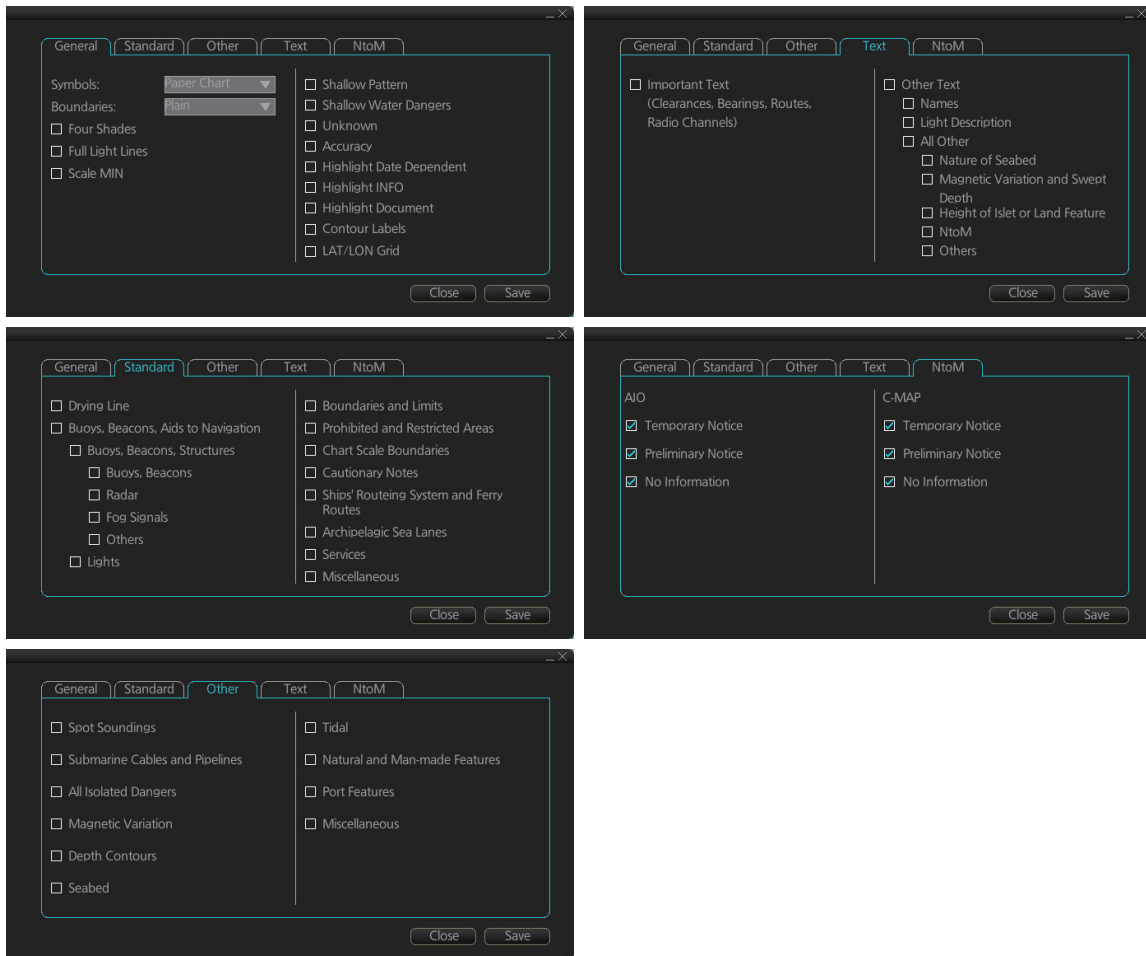 General Standard Other Text NtoM
Symbols: Paper Chart
Boundaries: Plain
Four Shades
Full Light Lines
Scale MIN
Shallow Pattern
Shallow Water Dangers
Unknown
Accuracy
Highlight Date Dependent
Highlight INFO
Highlight Document
Contour Labels
LAT/LON Grid
Close Save
General Standard Other Text NtoM
Important Text
(Clearances, Bearings, Routes,
Radio Channels)
Other Text
Names
Light Description
All Other
Nature of Seabed
Magnetic Variation and Swept
Depth
Height of Islet or Land Feature
NtoM
Others
Close Save
General Standard Other Text NtoM
Drying Line
Buoys, Beacons, Aids to Navigation
Buoys, Beacons, Structures
Buoys, Beacons
Radar
Fog Signals
Others
Lights
Boundaries and Limits
Prohibited and Restricted Areas
Chart Scale Boundaries
Cautionary Notes
Ships' Routeing System and Ferry
Routes
Archipelagic Sea Lanes
Services
Miscellaneous
Close Save
General Standard Other Text NtoM
AIO
Temporary Notice
Preliminary Notice
No Information
C-MAP
Temporary Notice
Preliminary Notice
No Information
Close Save
General Standard Other Text NtoM
Spot Soundings
Submarine Cables and Pipelines
All Isolated Dangers
Magnetic Variation
Depth Contours
Seabed
Tidal
Natural and Man-made Features
Port Features
Miscellaneous
Close Save